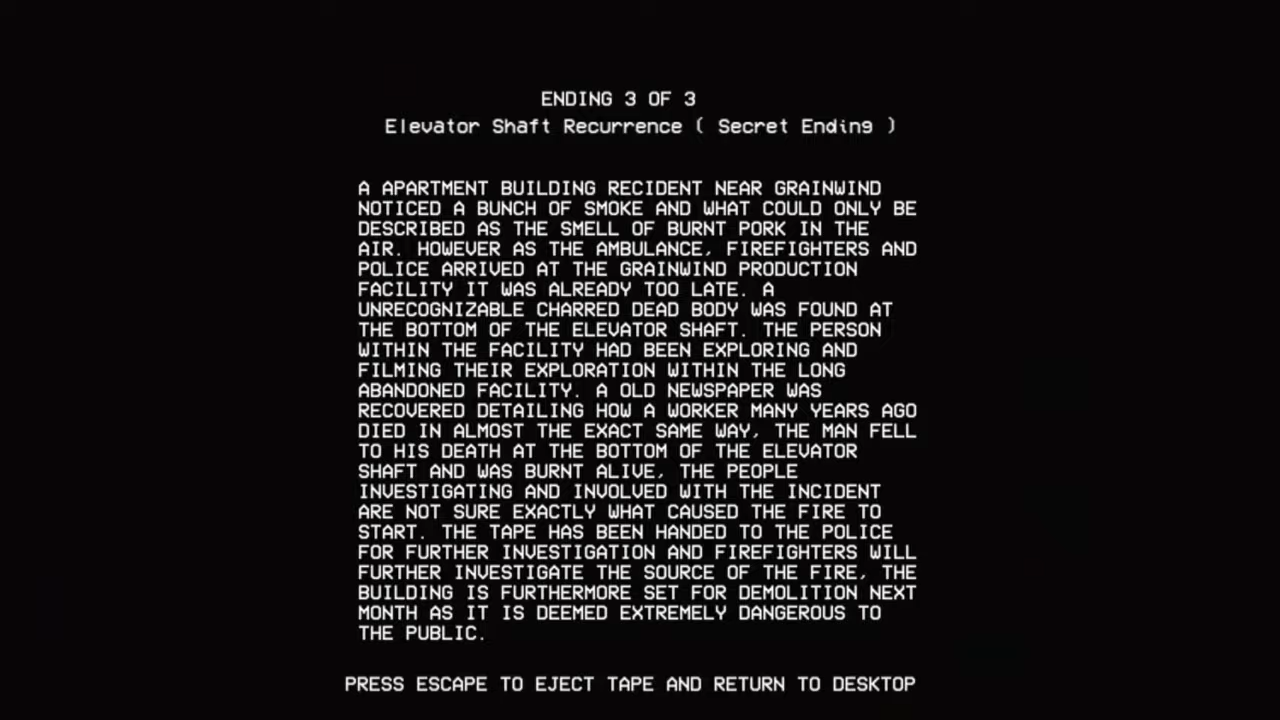 ENDING 3 OF 3
Elevator Shaft Recurrence ( Secret Ending )
A APARTMENT BUILDING RECIDENT NEAR GRAINWIND
NOTICED A BUNCH OF SMOKE AND WHAT COULD ONLY BE
DESCRIBED AS THE SMELL OF BURNT PORK IN THE
AIR. HOWEVER AS THE AMBULANCE, FIREFIGHTERS AND
POLICE ARRIVED AT THE GRAINWIND PRODUCTION
FACILITY IT WAS ALREADY TOO LATE. A
UNRECOGNIZABLE CHARRED DEAD BODY WAS FOUND AT
THE BOTTOM OF THE ELEVATOR SHAFT. THE PERSON
WITHIN THE FACILITY HAD BEEN EXPLORING AND
FILMING THEIR EXPLORATION WITHIN THE LONG
ABANDONED FACILITY. A OLD NEWSPAPER WAS
RECOVERED DETAILING HOW A WORKER MANY YEARS AGO
DIED IN ALMOST THE EXACT SAME WAY, THE MAN FELL
TO HIS DEATH AT THE BOTTOM OF THE ELEVATOR
SHAFT AND WAS BURNT ALIVE, THE PEOPLE
INVESTIGATING AND INVOLVED WITH THE INCIDENT
ARE NOT SURE EXACTLY WHAT CAUSED THE FIRE TO
START. THE TAPE HAS BEEN HANDED TO THE POLICE
FOR FURTHER INVESTIGATION AND FIREFIGHTERS WILL
FURTHER INVESTIGATE THE SOURCE OF THE FIRE, THE
BUILDING IS FURTHERMORE SET FOR DEMOLITION NEXT
MONTH AS IT IS DEEMED EXTREMELY DANGEROUS TO
THE PUBLIC.
PRESS ESCAPE TO EJECT TAPE AND RETURN TO DESKTOP